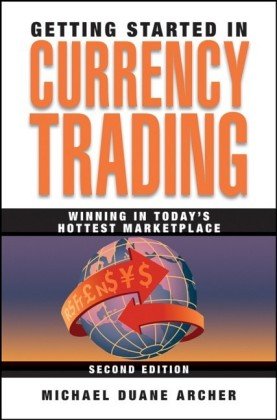 GETTING STARTED IN
CURRENCY
TRADING
WINNING IN TODAY'S
HOTTEST MARKETPLACE
SECOND EDITION
MICHAEL DUANE ARCHER